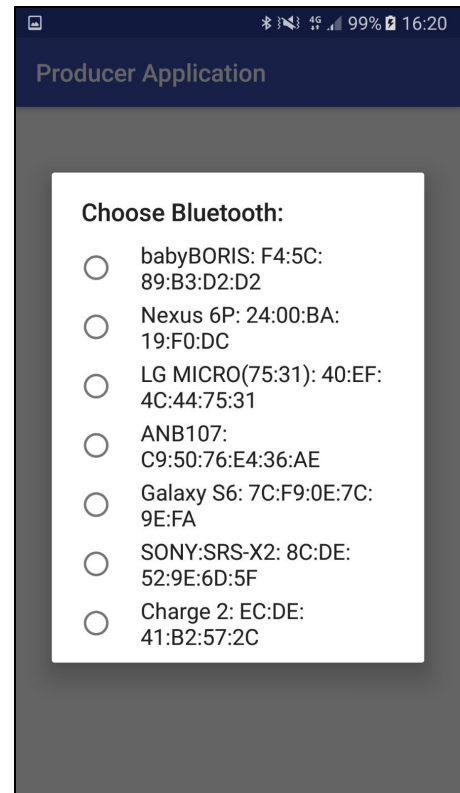 4G 99% 16:20
Producer Application
Choose Bluetooth:
babyBORIS: F4:5C:
89:B3:D2:D2
Nexus 6P: 24:00:BA:
19:F0:DC
LG MICRO(75:31): 40:EF:
4C:44:75:31
ANB107:
C9:50:76:E4:36:AE
Galaxy S6: 7C:F9:0E:7C:
9E:FA
SONY:SRS-X2: 8C:DE:
52:9E:6D:5F
Charge 2: EC:DE:
41:B2:57:2C